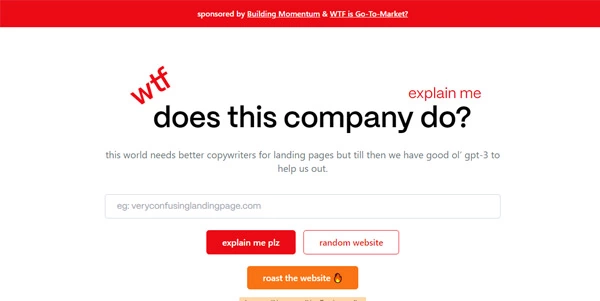 sponsored by Building Momentum & WTF is Go-To-Market?
wtf
explain me
does this company do?
this world needs better copywriters for landing pages but till then we have good ol' gpt-3 to
help us out.
eg: veryconfusinglandingpage.com
explain me plz
random website
roast the website 🔥